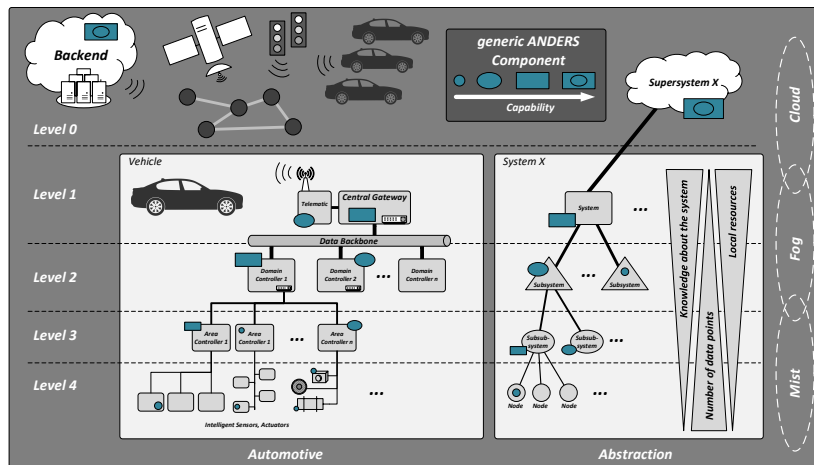 Backend
Level 0
generic ANDERS
Component
Capability
Supersystem X
Cloud
Vehicle
System X
Level 1
Telematic
Central Gateway
System
...
Data Backbone
Fog
Level 2
Domain
Controller 1
Domain
Controller 2
...
Domain
Controller n
Subsystem
...
Subsystem
Level 3
Area
Controller 1
Area
Controller 1
...
Area
Controller n
Subsub-
system
Subsub-
system
...
Mist
Level 4
...
Intelligent Sensors, Actuators
Node
Node
Node
...
Knowledge about the system
Number of data points
Local resources
Automotive
Abstraction